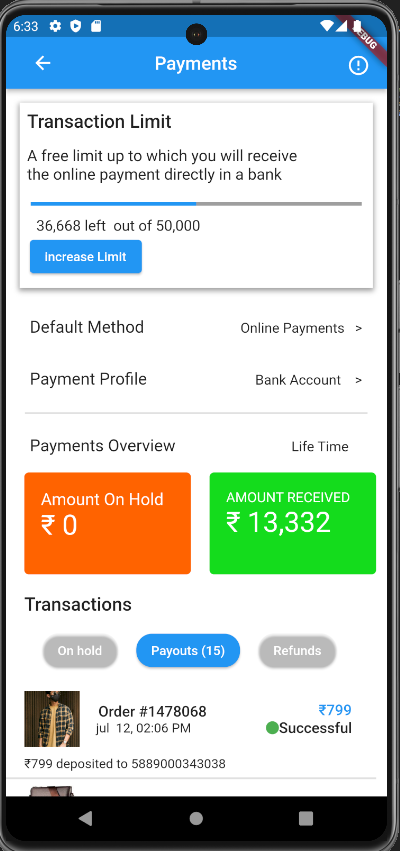 6:33
DEBUG
Payments
Transaction Limit
A free limit up to which you will receive
the online payment directly in a bank
36,668 left  out of 50,000
Increase Limit
Default Method
Online Payments  >
Payment Profile
Bank Account  >
Payments Overview
Life Time
Amount On Hold
₹ 0
AMOUNT RECEIVED
₹ 13,332
Transactions
On hold
Payouts (15)
Refunds
Order #1478068
₹799
jul  12, 02:06 PM
Successful
₹799 deposited to 5889000343038